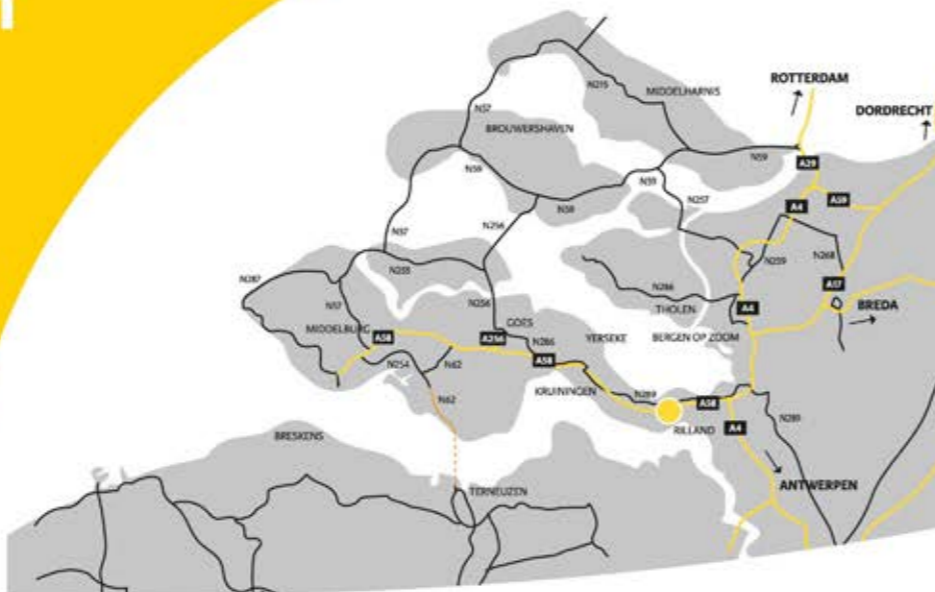 ROTTERDAM
DORDRECHT
MIDDELHARNIS
N215
N57
BROUWERSHAVEN
N59
A29
N59
N59
N257
A4
A59
N59
N256
N57
N259
N268
N255
N287
N286
A17
BREDA
N57
N256
THOLEN
A4
GOES
MIDDELBURG
A58
A256
N286
YERSEKE
BERGEN OP ZOOM
N254
N62
A58
KRUININGEN
N289
A58
N62
RILLAND
A4
N289
BRESKENS
ANTWERPEN
TERNEUZEN